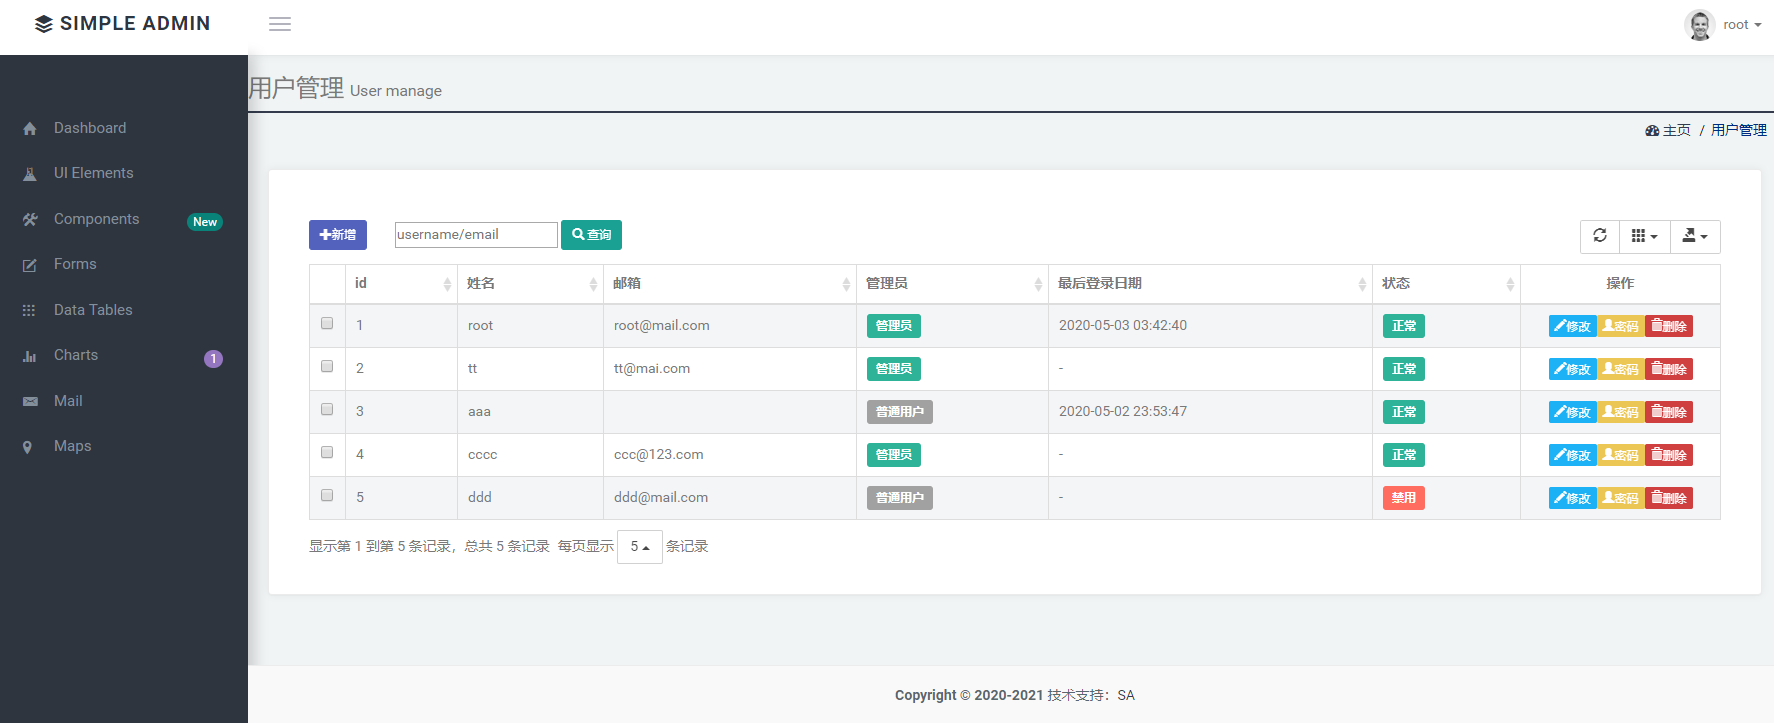 SIMPLE ADMIN
root
用户管理 User manage
主页 / 用户管理
Dashboard
UI Elements
Components New
Forms
Data Tables
Charts 1
Mail
Maps
新增 username/email 查询
id 姓名 邮箱 管理员 最后登录日期 状态 操作
1 root root@mail.com 管理员 2020-05-03 03:42:40 正常 修改 密码 删除
2 tt tt@mai.com 管理员 - 正常 修改 密码 删除
3 aaa 普通用户 2020-05-02 23:53:47 正常 修改 密码 删除
4 cccc ccc@123.com 管理员 - 正常 修改 密码 删除
5 ddd ddd@mail.com 普通用户 - 禁用 修改 密码 删除
显示第 1 到第 5 条记录，总共 5 条记录 每页显示 5 条记录
Copyright © 2020-2021 技术支持：SA